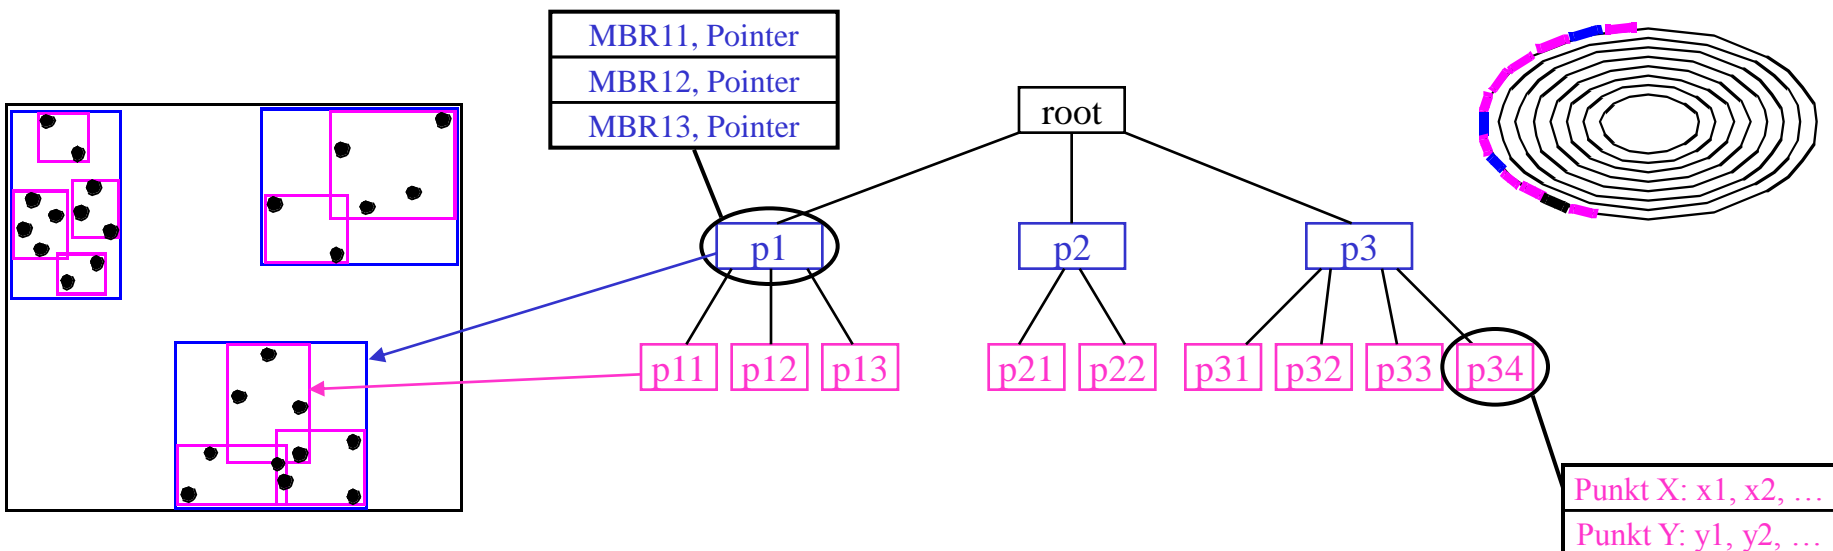 MBR11, Pointer
MBR12, Pointer
MBR13, Pointer
root
p1
p2
p3
p11
p12
p13
p21
p22
p31
p32
p33
p34
Punkt X: x1, x2, …
Punkt Y: y1, y2, …